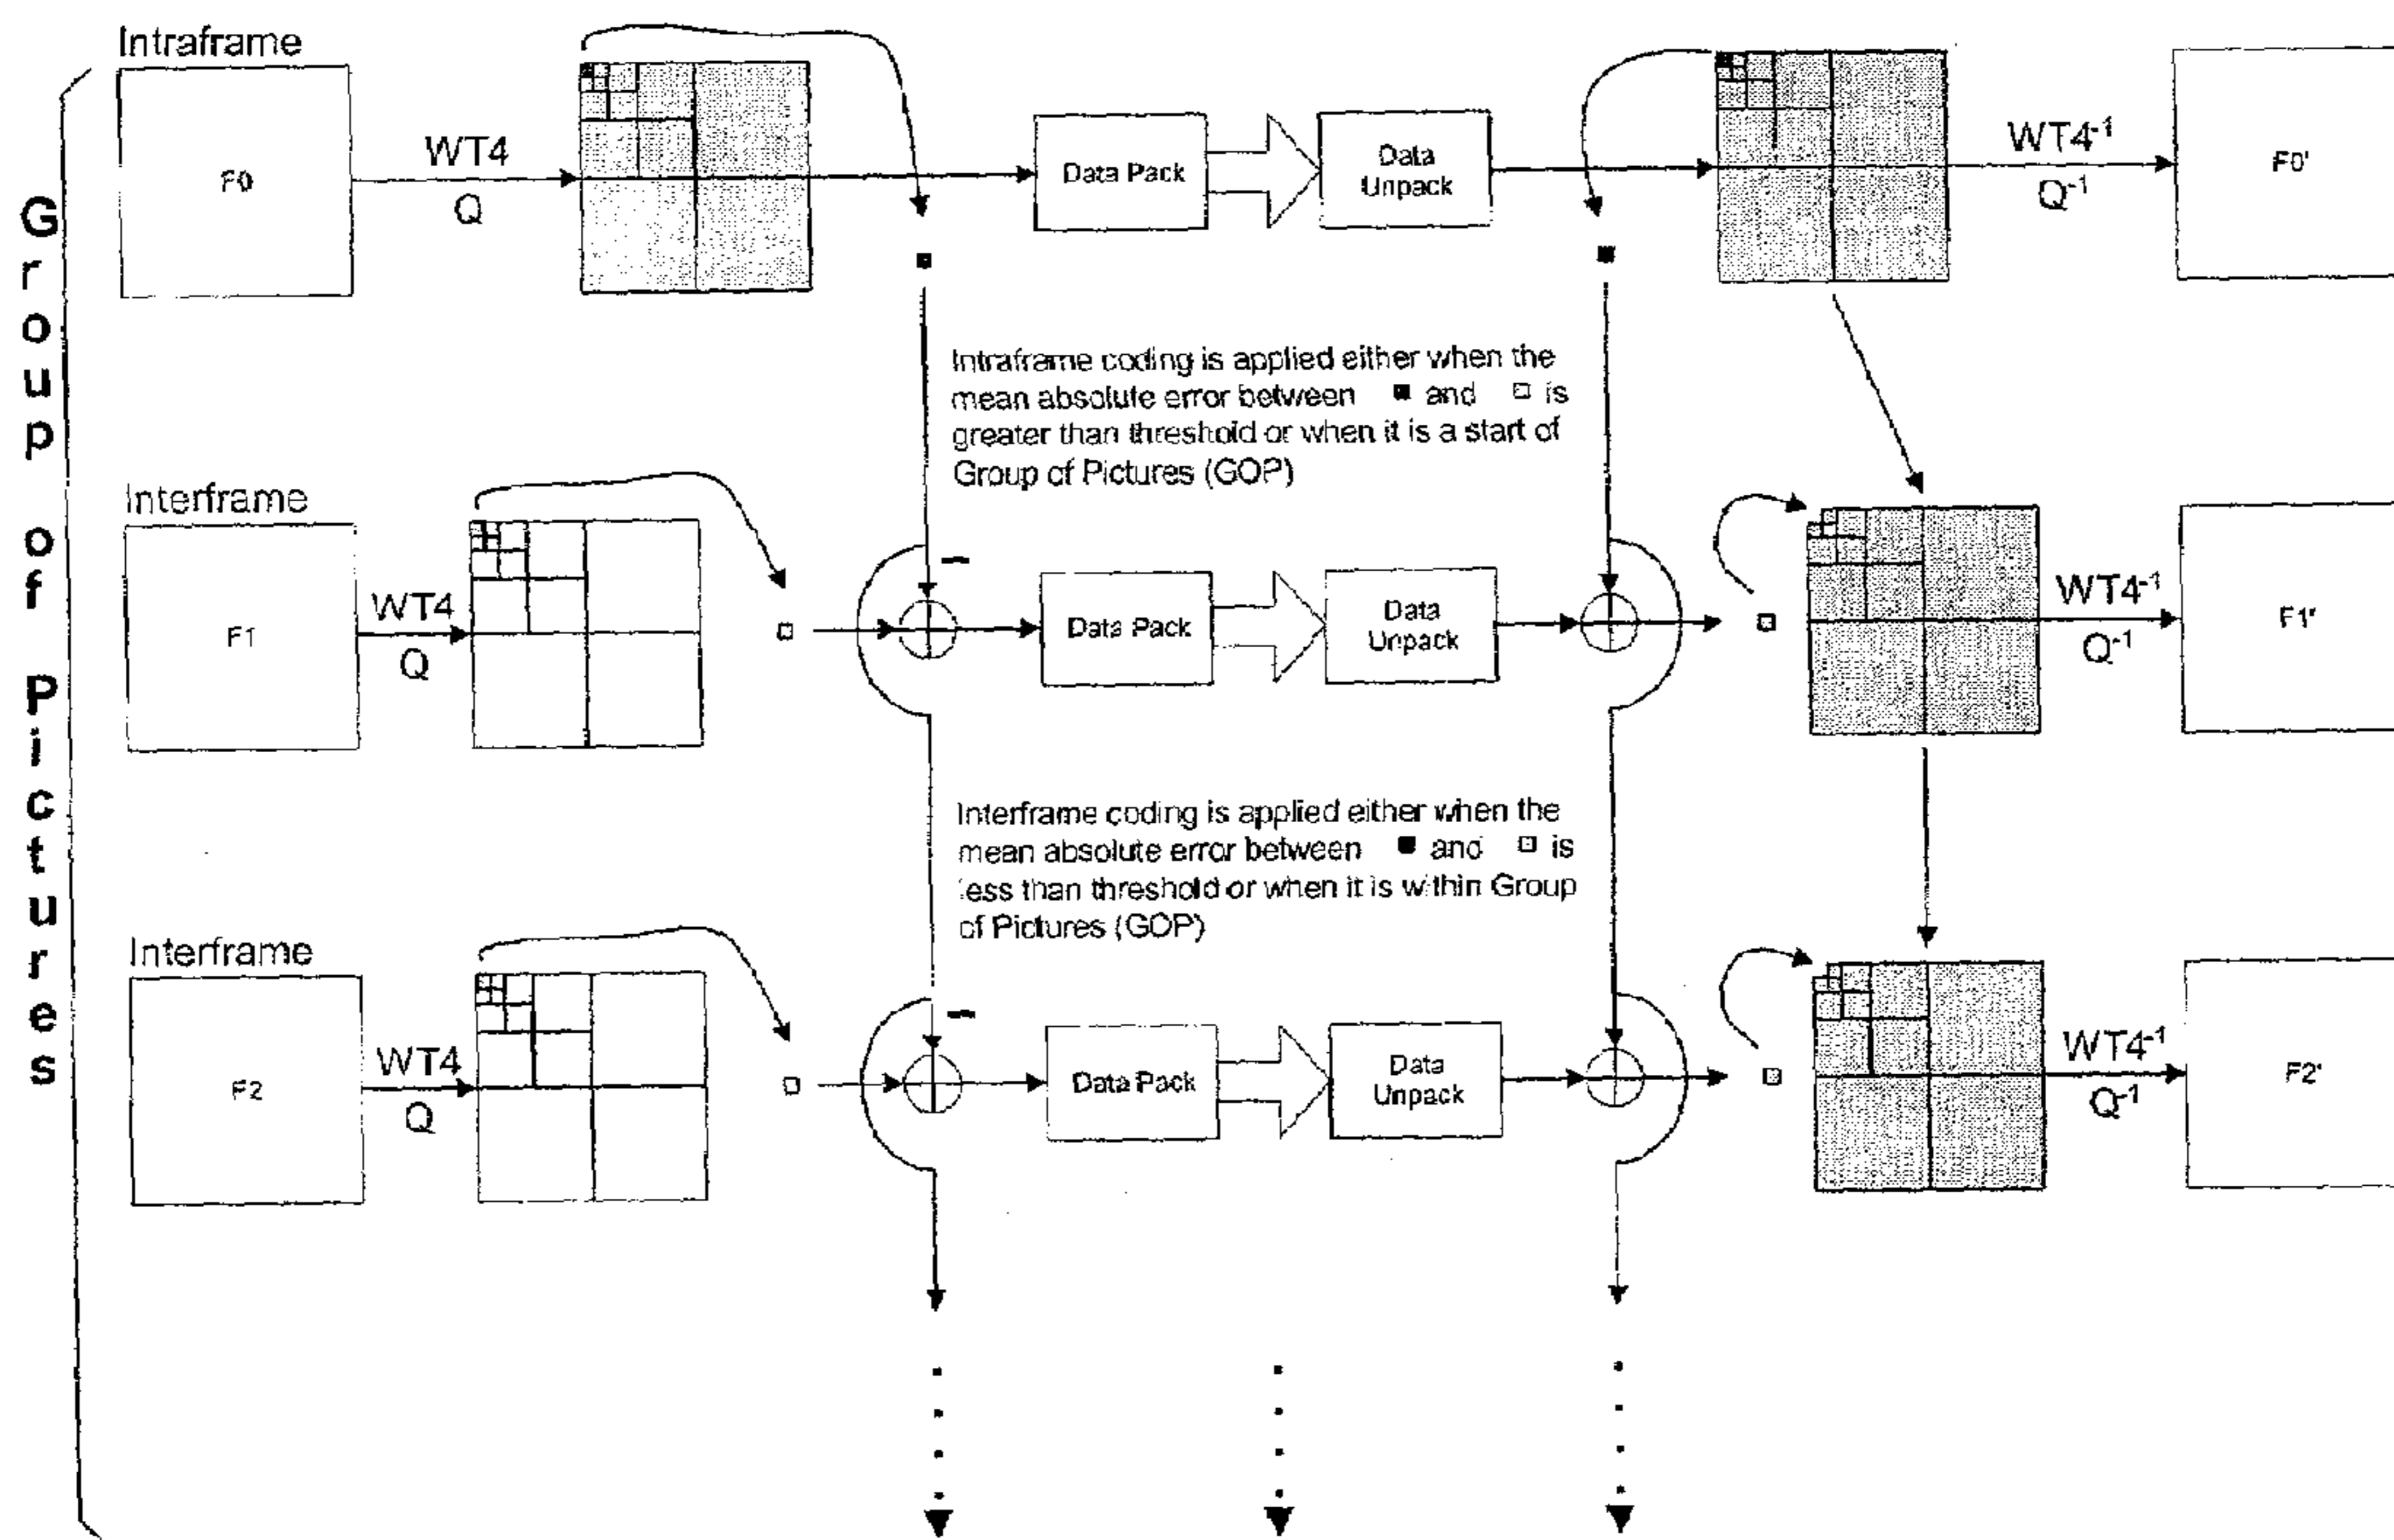 Group of Pictures
Intraframe
F0
WT4
Q
Data Pack
Data
Unpack
WT4-1
Q-1
F0'
Intraframe coding is applied either when the
mean absolute error between ■ and □ is
greater than threshold or when it is a start of
Group of Pictures (GOP)
Interframe
F1
WT4
Q
−
Data Pack
Data
Unpack
WT4-1
Q-1
F1'
Interframe coding is applied either when the
mean absolute error between ■ and □ is
less than threshold or when it is within Group
of Pictures (GOP)
Interframe
F2
WT4
Q
−
Data Pack
Data
Unpack
WT4-1
Q-1
F2'